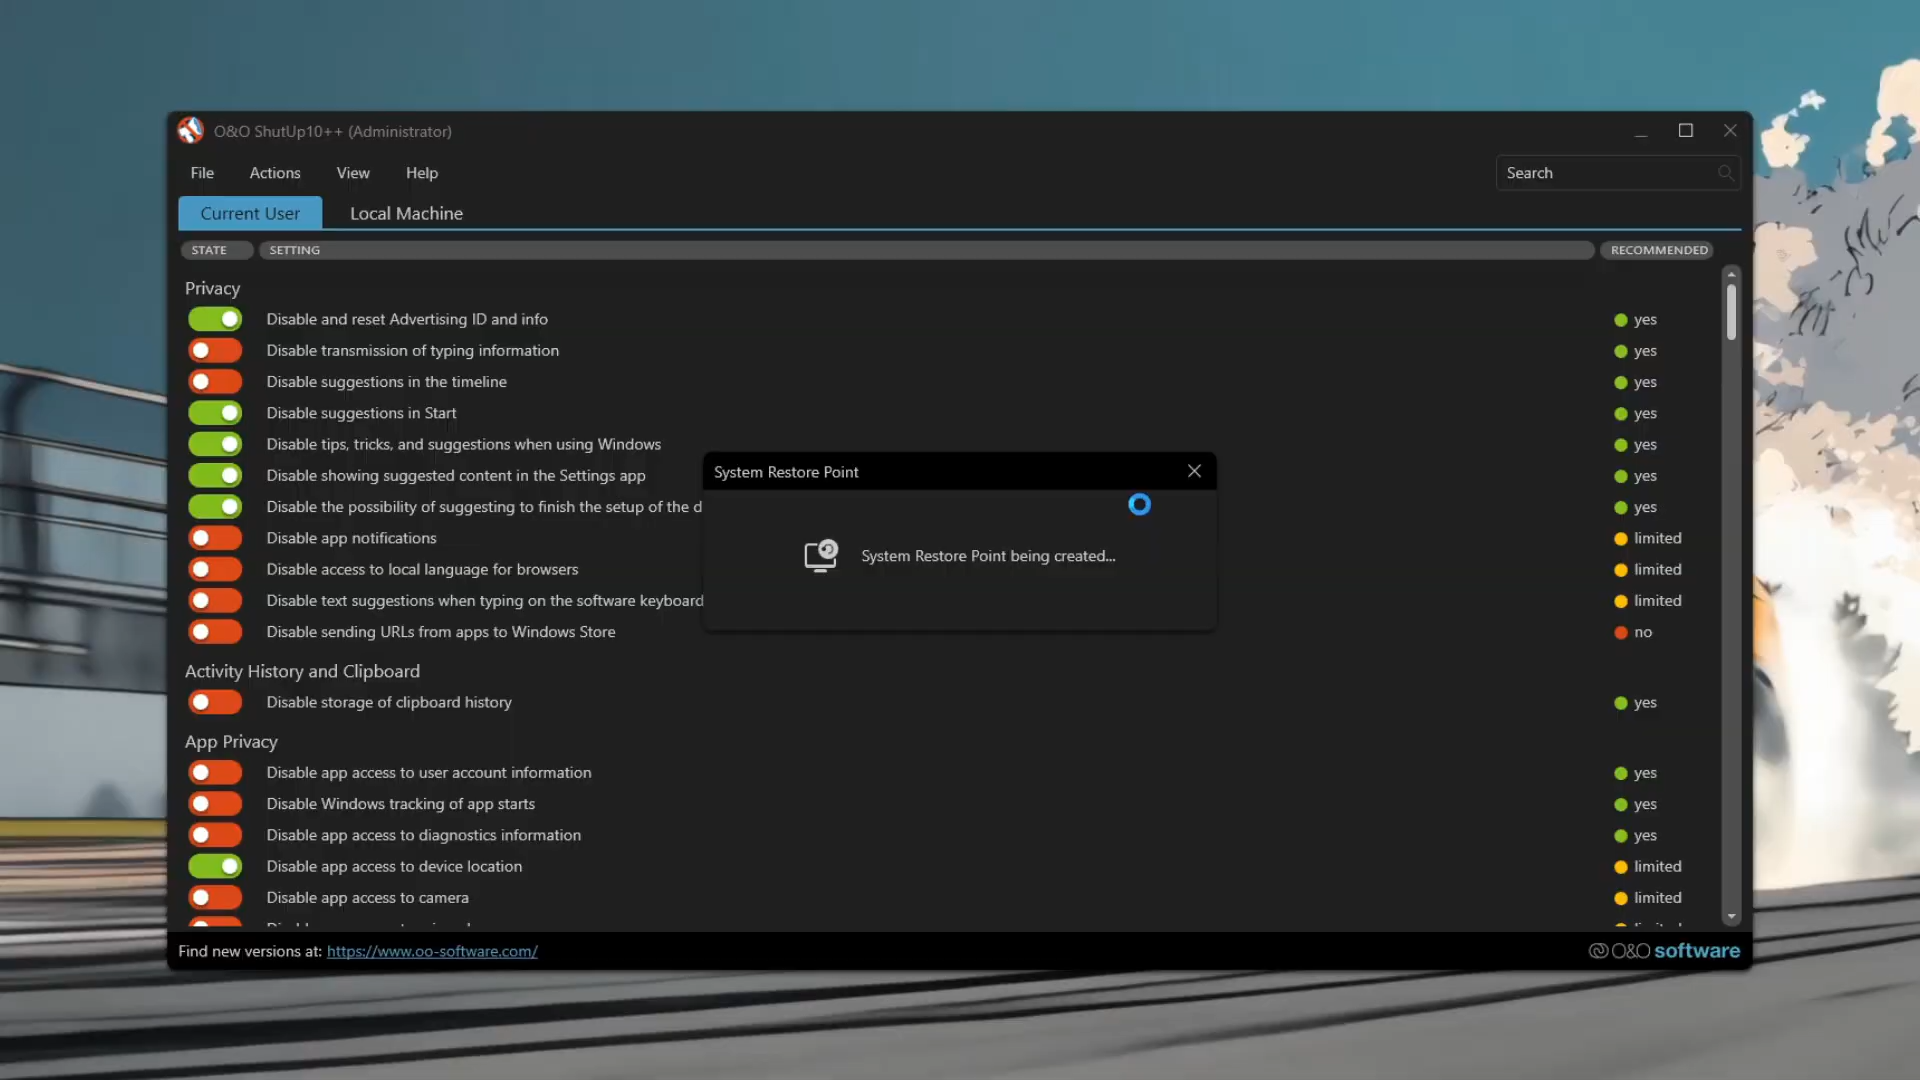 O&O ShutUp10++ (Administrator)
File Actions View Help
Search
Current User Local Machine
STATE SETTING RECOMMENDED
Privacy
Disable and reset Advertising ID and info yes
Disable transmission of typing information yes
Disable suggestions in the timeline yes
Disable suggestions in Start yes
Disable tips, tricks, and suggestions when using Windows yes
Disable showing suggested content in the Settings app yes
Disable the possibility of suggesting to finish the setup of the d yes
Disable app notifications limited
Disable access to local language for browsers limited
Disable text suggestions when typing on the software keyboard limited
Disable sending URLs from apps to Windows Store no
System Restore Point
System Restore Point being created...
Activity History and Clipboard
Disable storage of clipboard history yes
App Privacy
Disable app access to user account information yes
Disable Windows tracking of app starts yes
Disable app access to diagnostics information yes
Disable app access to device location limited
Disable app access to camera limited
Find new versions at: https://www.oo-software.com/
O&O software